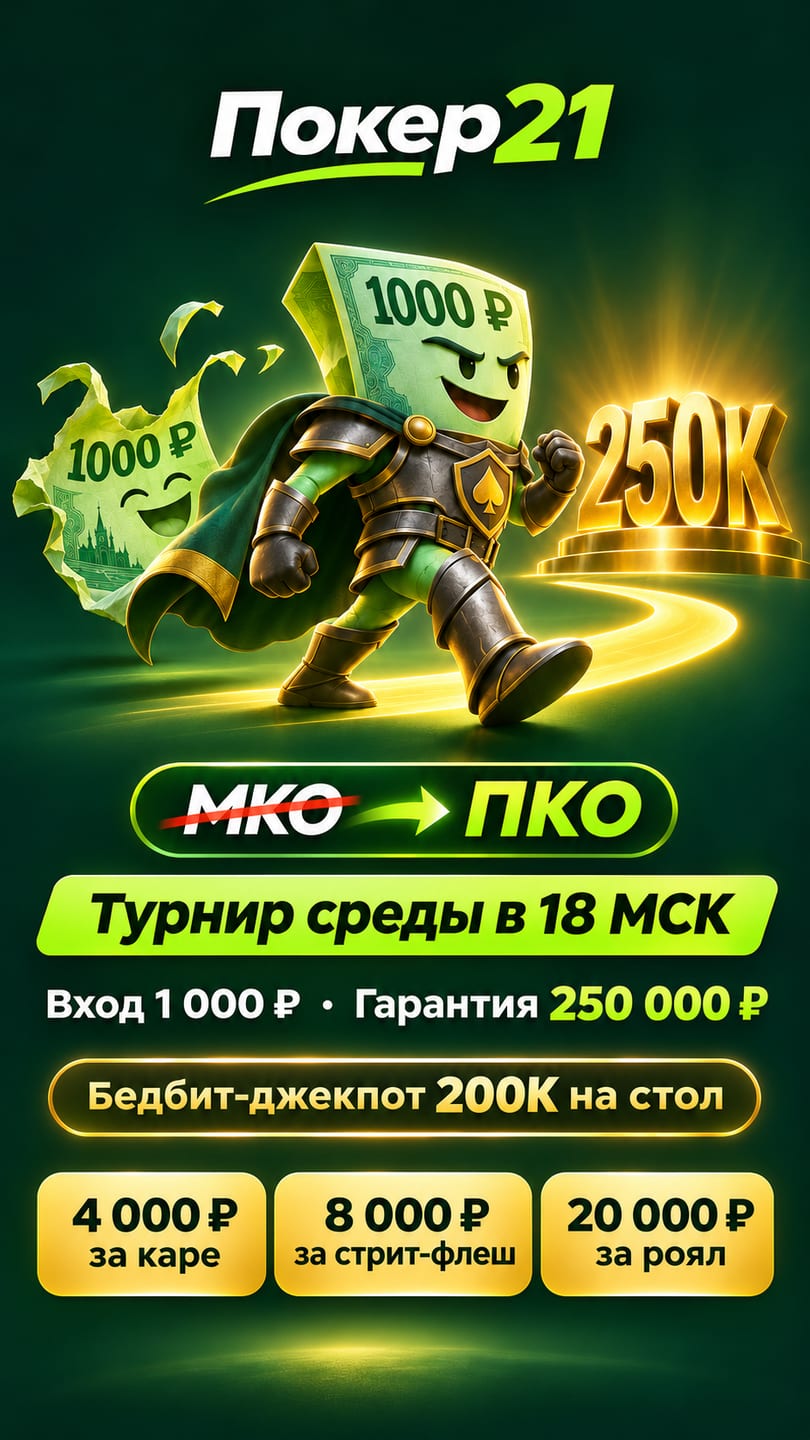 Покер21
1000 ₽
1000 ₽
250K
МКО → ПКО
Турнир среды в 18 МСК
Вход 1 000 ₽ · Гарантия 250 000 ₽
Бедбит-джекпот 200К на стол
4 000 ₽
за каре
8 000 ₽
за стрит-флеш
20 000 ₽
за роял